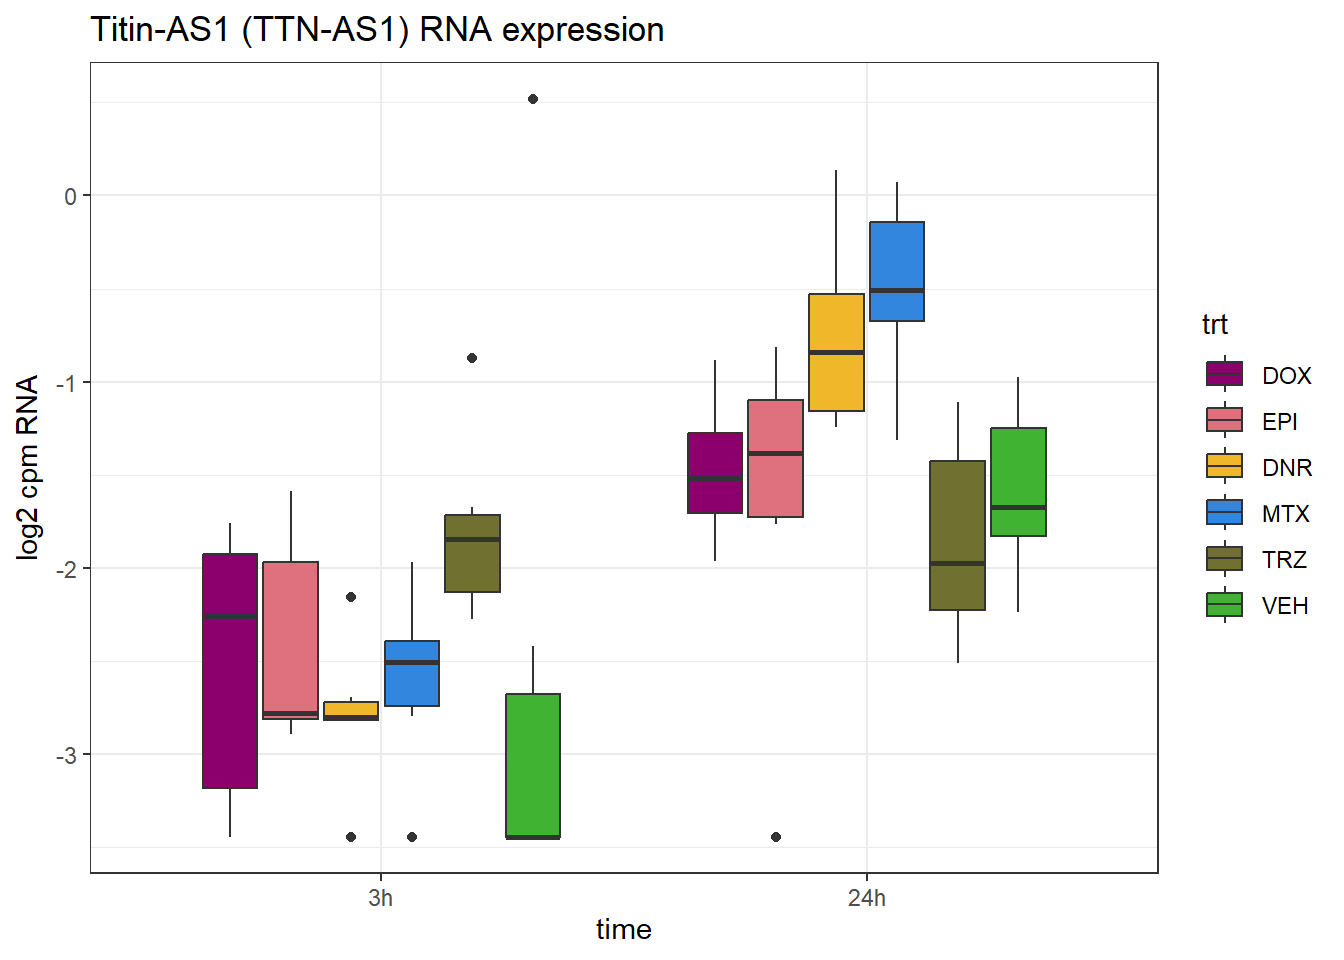 Titin-AS1 (TTN-AS1) RNA expression
log2 cpm RNA
0
-1
-2
-3
3h
24h
time
trt
DOX
EPI
DNR
MTX
TRZ
VEH